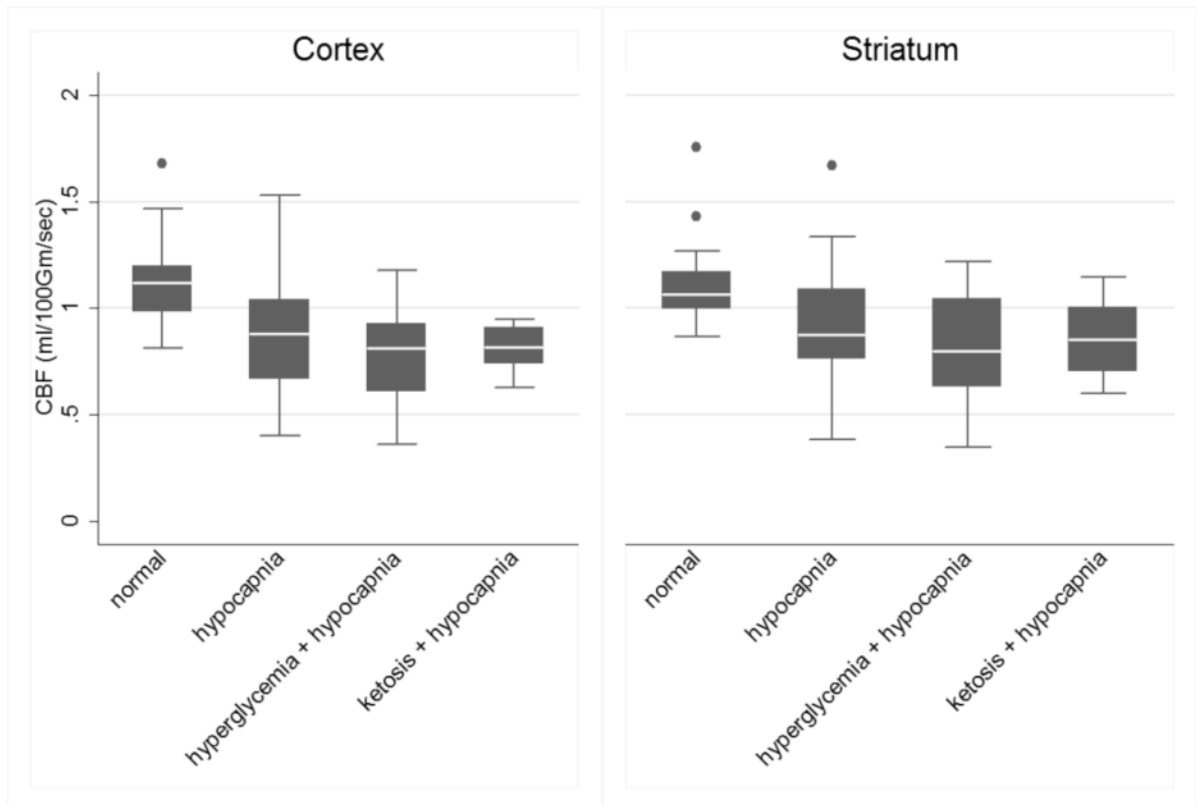 Cortex
Striatum
CBF (ml/100Gm/sec)
2
1.5
1
.5
0
normal
hypocapnia
hyperglycemia + hypocapnia
ketosis + hypocapnia
normal
hypocapnia
hyperglycemia + hypocapnia
ketosis + hypocapnia